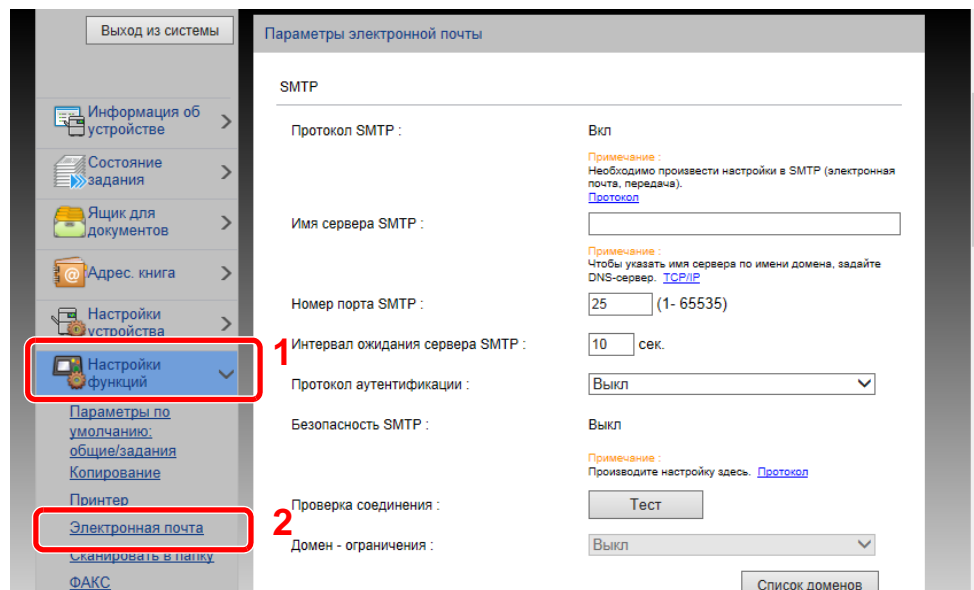 Выход из системы
Информация об
устройстве
Состояние
задания
Ящик для
документов
Адрес. книга
Настройки
устройства
Настройки
функций
1
Параметры по
умолчанию:
общие/задания
Копирование
Принтер
Электронная почта
2
Сканировать в папку
ФАКС
Параметры электронной почты
SMTP
Протокол SMTP :
Вкл
Примечание :
Необходимо произвести настройки в SMTP (электронная
почта, передача).
Протокол
Имя сервера SMTP :
Примечание :
Чтобы указать имя сервера по имени домена, задайте
DNS-сервер. TCP/IP
Номер порта SMTP :
25 (1- 65535)
Интервал ожидания сервера SMTP :
10 сек.
Протокол аутентификации :
Выкл
Безопасность SMTP :
Выкл
Примечание :
Производите настройку здесь. Протокол
Проверка соединения :
Тест
Домен - ограничения :
Выкл
Список доменов